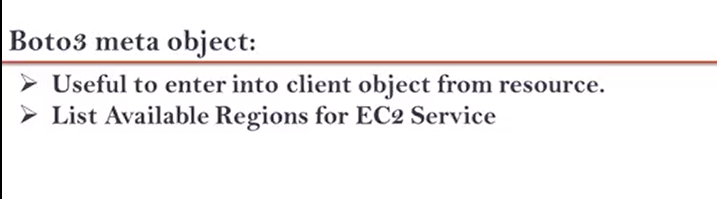 Boto3 meta object:
➢ Useful to enter into client object from resource.
➢ List Available Regions for EC2 Service